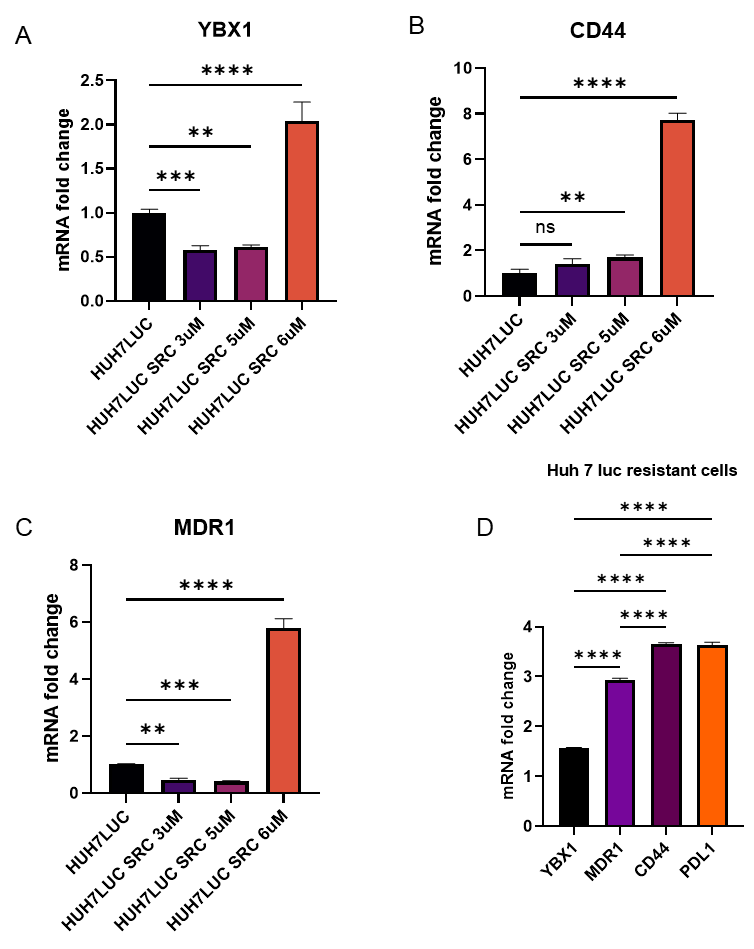 A
YBX1
mRNA fold change
2.5
2.0
1.5
1.0
0.5
0.0
****
**
***
HUH7LUC
HUH7LUC SRC 3uM
HUH7LUC SRC 5uM
HUH7LUC SRC 6uM
B
CD44
mRNA fold change
10
8
6
4
2
0
****
**
ns
HUH7LUC
HUH7LUC SRC 3uM
HUH7LUC SRC 5uM
HUH7LUC SRC 6uM
C
MDR1
mRNA fold change
8
6
4
2
0
****
***
**
HUH7LUC
HUH7LUC SRC 3uM
HUH7LUC SRC 5uM
HUH7LUC SRC 6uM
Huh 7 luc resistant cells
D
mRNA fold change
4
3
2
1
0
****
****
****
****
****
YBX1
MDR1
CD44
PDL1